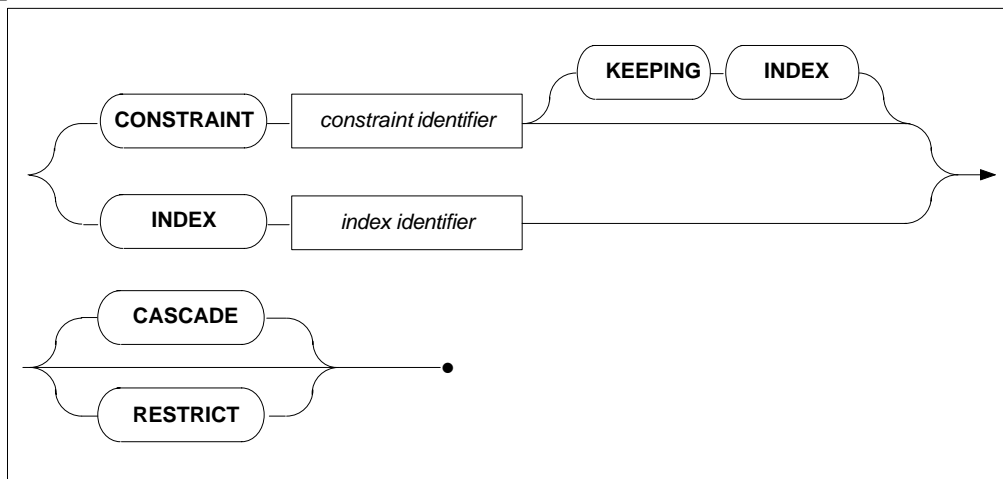 KEEPING INDEX
CONSTRAINT constraint identifier
INDEX index identifier
CASCADE
RESTRICT